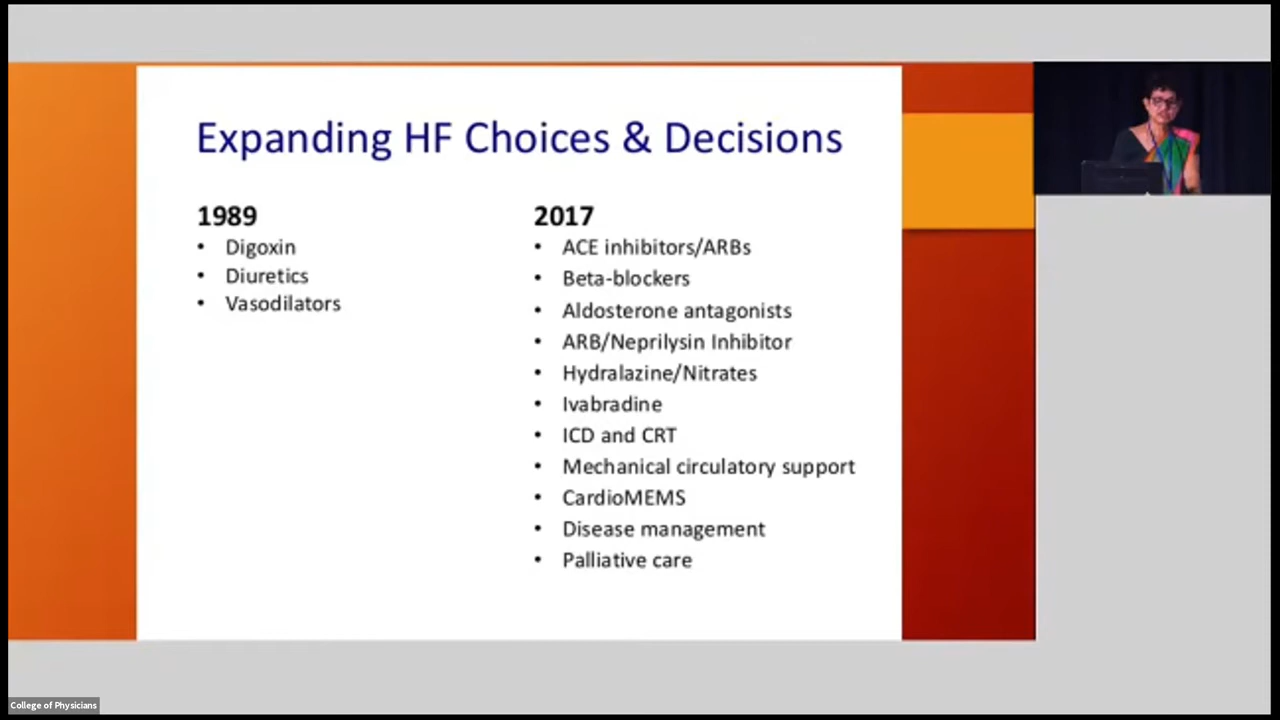 Expanding HF Choices & Decisions
1989
• Digoxin
• Diuretics
• Vasodilators
2017
• ACE inhibitors/ARBs
• Beta-blockers
• Aldosterone antagonists
• ARB/Neprilysin Inhibitor
• Hydralazine/Nitrates
• Ivabradine
• ICD and CRT
• Mechanical circulatory support
• CardioMEMS
• Disease management
• Palliative care
College of Physicians